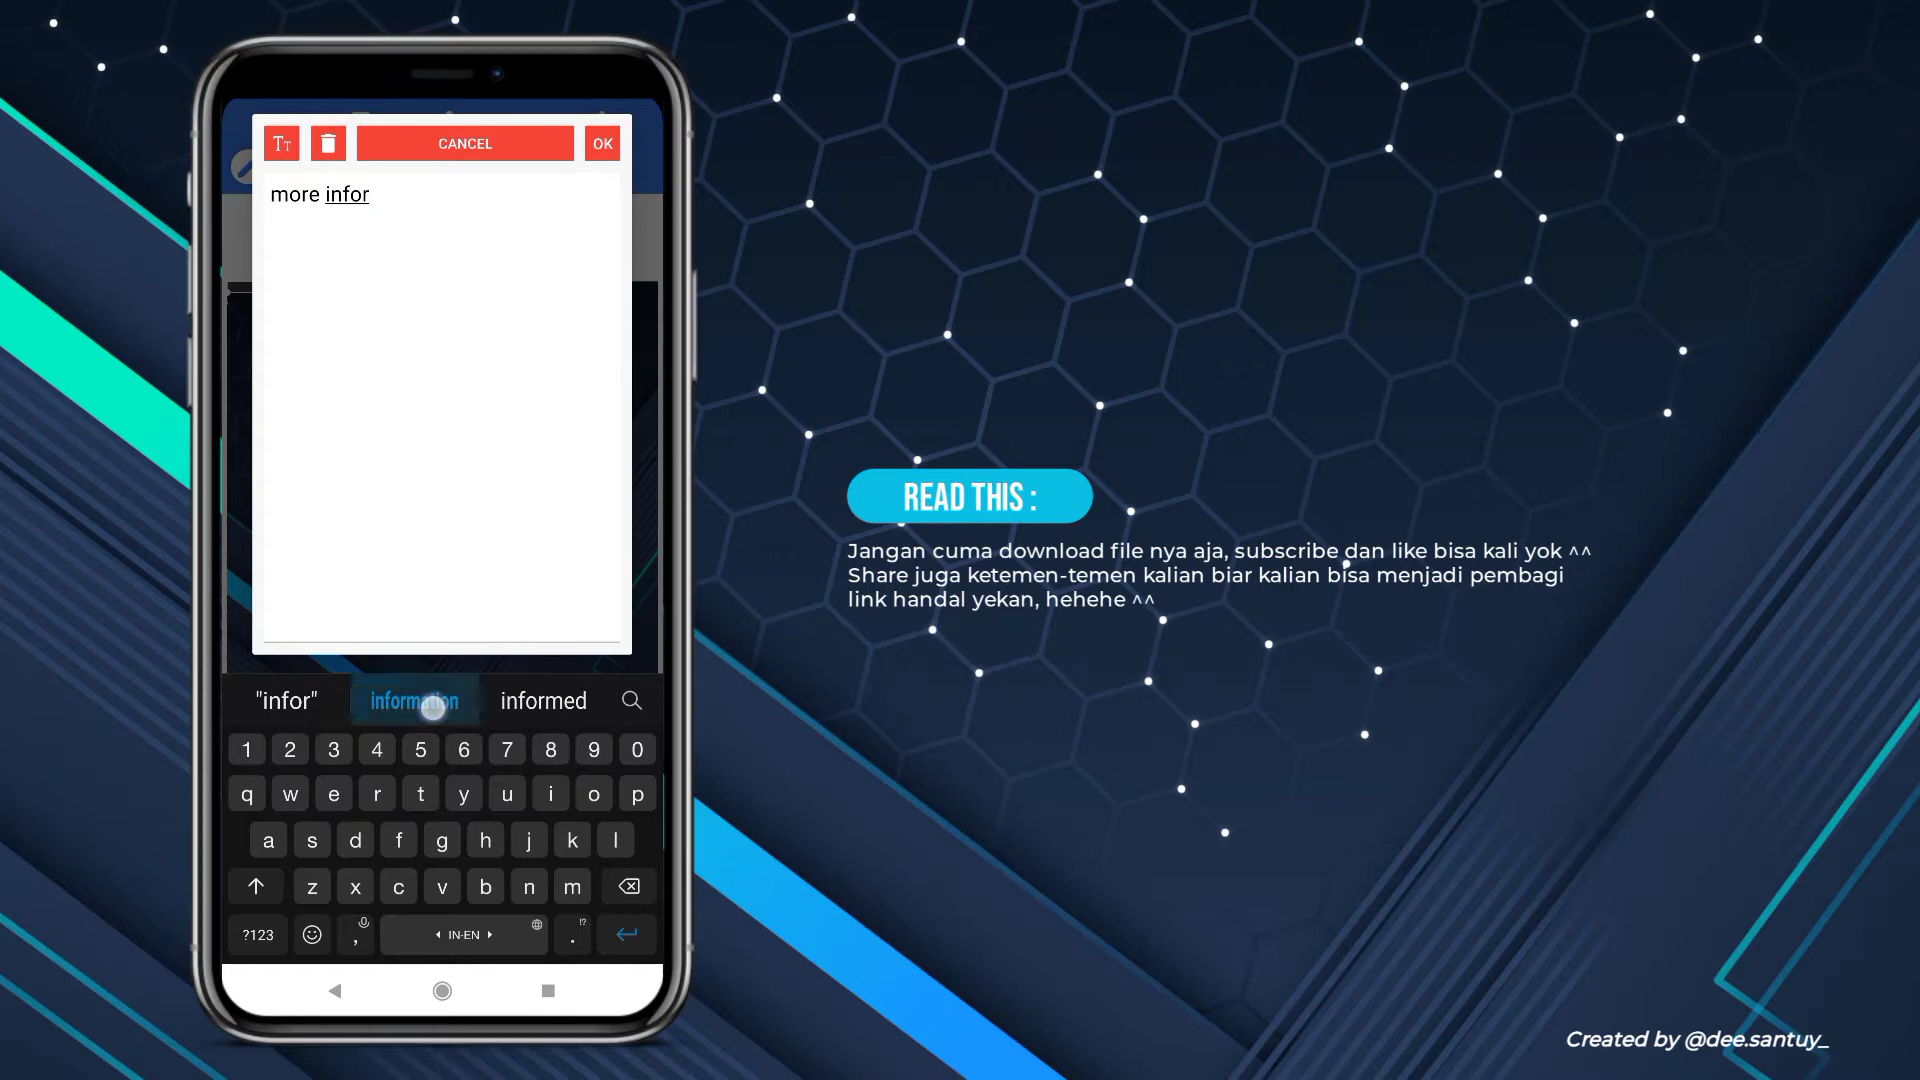 Tt
CANCEL
OK
more infor
"infor" information informed
1 2 3 4 5 6 7 8 9 0
q w e r t y u i o p
a s d f g h j k l
z x c v b n m
?123 , IN-EN . !?
READ THIS :
Jangan cuma download file nya aja, subscribe dan like bisa kali yok ^^
Share juga ketemen-temen kalian biar kalian bisa menjadi pembagi
link handal yekan, hehehe ^^
Created by @dee.santuy_